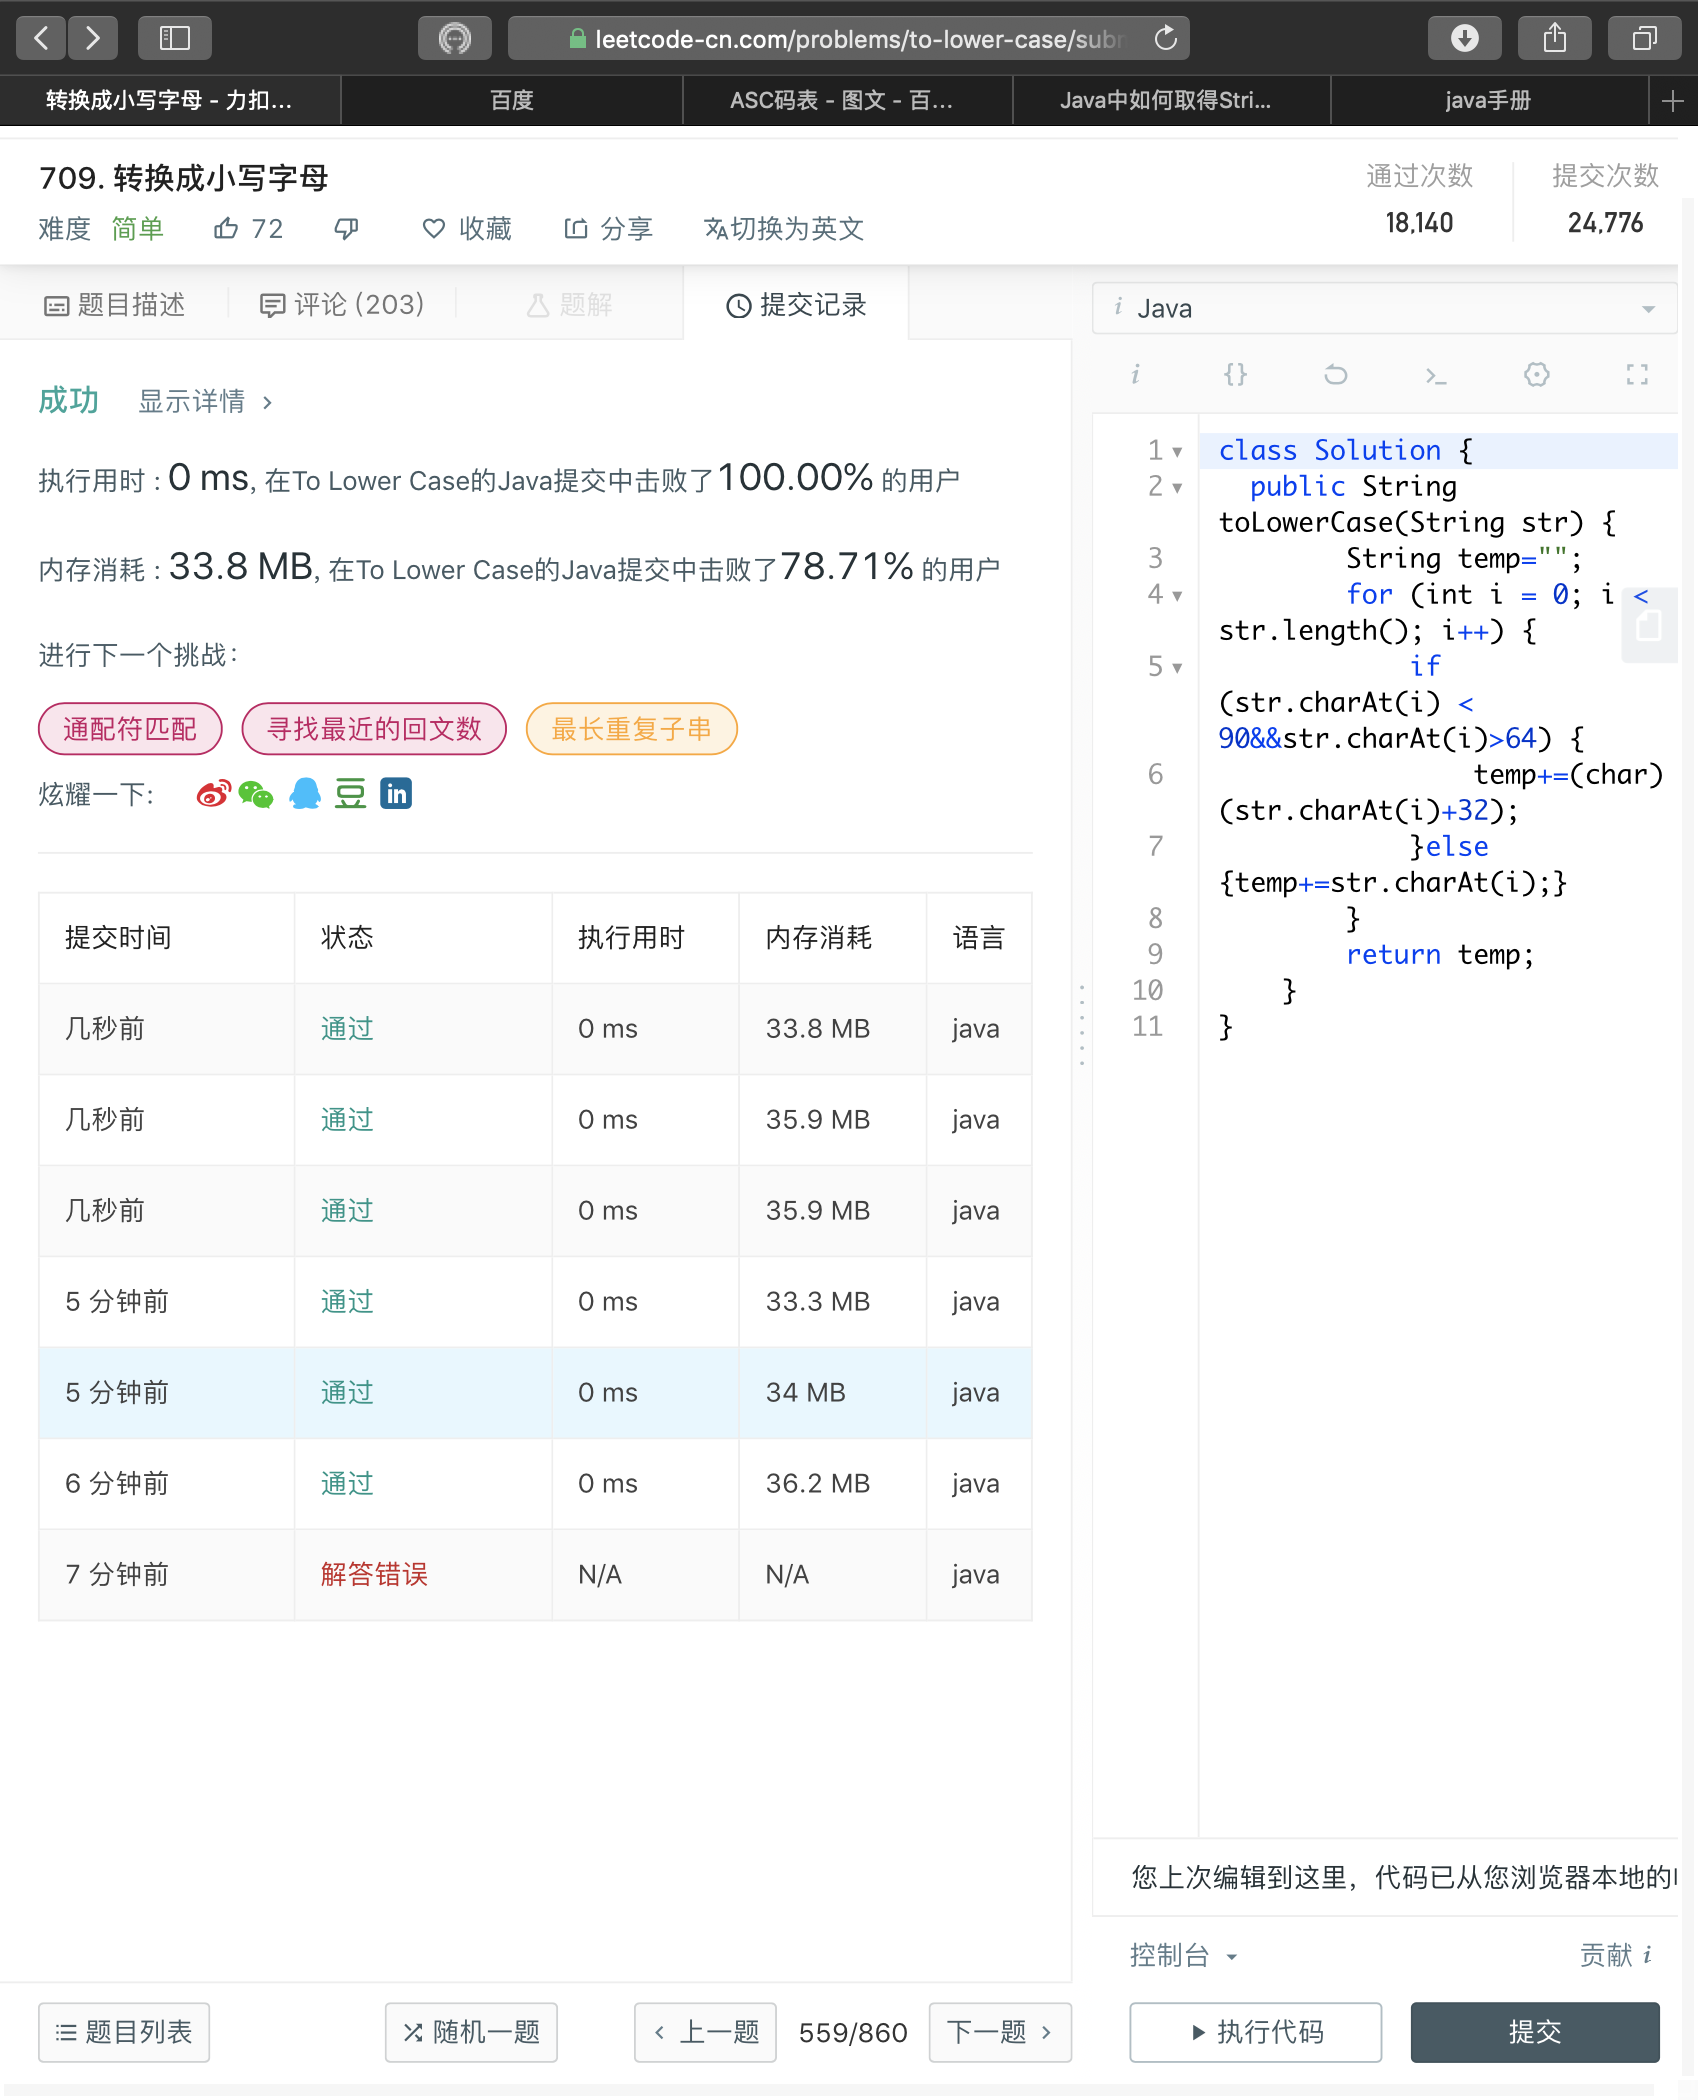 leetcode-cn.com/problems/to-lower-case/subr
转换成小写字母 - 力扣...
百度
ASC码表 - 图文 - 百...
Java中如何取得Stri...
java手册
709. 转换成小写字母
难度 简单 72 收藏 分享 切换为英文
通过次数
18,140
提交次数
24,776
题目描述
评论 (203)
题解
提交记录
成功 显示详情
执行用时 : 0 ms, 在To Lower Case的Java提交中击败了100.00% 的用户
内存消耗 : 33.8 MB, 在To Lower Case的Java提交中击败了78.71% 的用户
进行下一个挑战：
通配符匹配 寻找最近的回文数 最长重复子串
炫耀一下：
豆 in
提交时间 状态 执行用时 内存消耗 语言
几秒前 通过 0 ms 33.8 MB java
几秒前 通过 0 ms 35.9 MB java
几秒前 通过 0 ms 35.9 MB java
5 分钟前 通过 0 ms 33.3 MB java
5 分钟前 通过 0 ms 34 MB java
6 分钟前 通过 0 ms 36.2 MB java
7 分钟前 解答错误 N/A N/A java
i Java
i {} >_
1 class Solution {
2 public String
toLowerCase(String str) {
3 String temp="";
4 for (int i = 0; i <
str.length(); i++) {
5 if
(str.charAt(i) <
90&&str.charAt(i)>64) {
6 temp+=(char)
(str.charAt(i)+32);
7 }else
{temp+=str.charAt(i);}
8 }
9 return temp;
10 }
11 }
您上次编辑到这里，代码已从您浏览器本地的
控制台 贡献 i
题目列表 随机一题 上一题 559/860 下一题 执行代码 提交